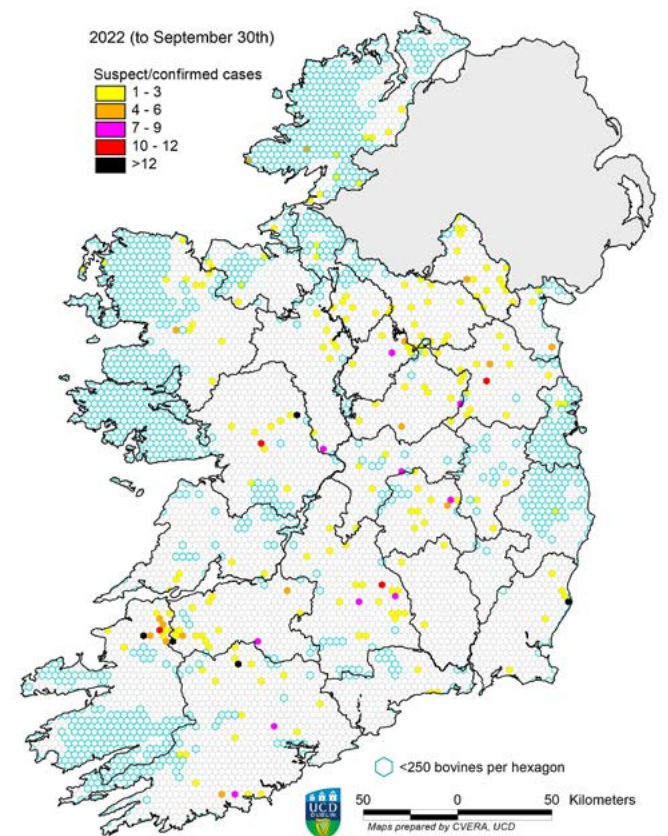 2022 (to September 30th)
Suspect/confirmed cases
1 - 3
4 - 6
7 - 9
10 - 12
>12
<250 bovines per hexagon
UCD
DUBLIN
50 0 50 Kilometers
Maps prepared by CVERA, UCD